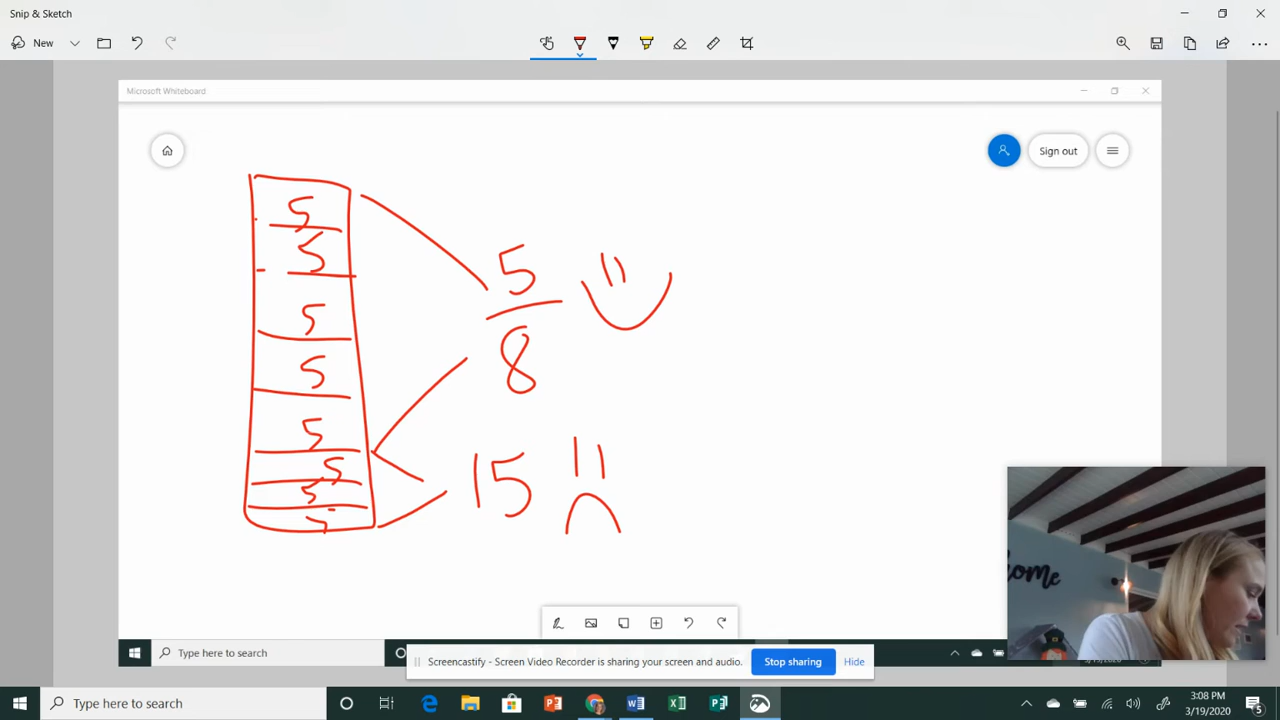 Snip & Sketch
New
Microsoft Whiteboard
Sign out
5
5
5
5
5
5
5
5
8
15
home
Type here to search
Screencastify - Screen Video Recorder is sharing your screen and audio.
Stop sharing
Hide
Type here to search
3:08 PM
3/19/2020
5